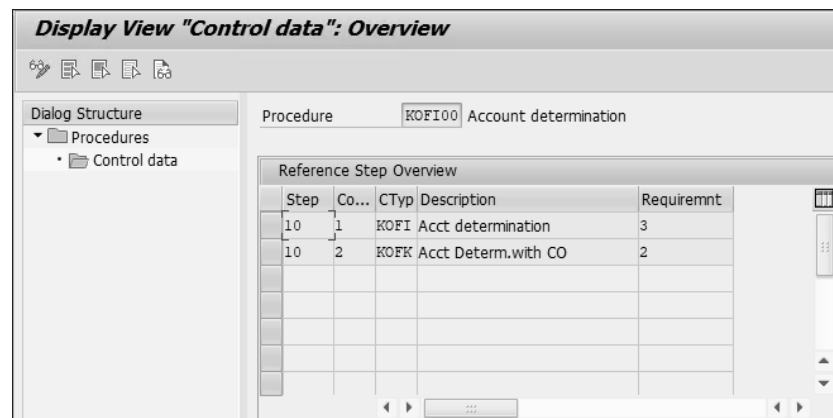 Display View "Control data": Overview
Dialog Structure
Procedures
Control data
Procedure KOFI00 Account determination
Reference Step Overview
Step Co... CTyp Description Requiremnt
10 1 KOFI Acct determination 3
10 2 KOFK Acct Determ.with CO 2